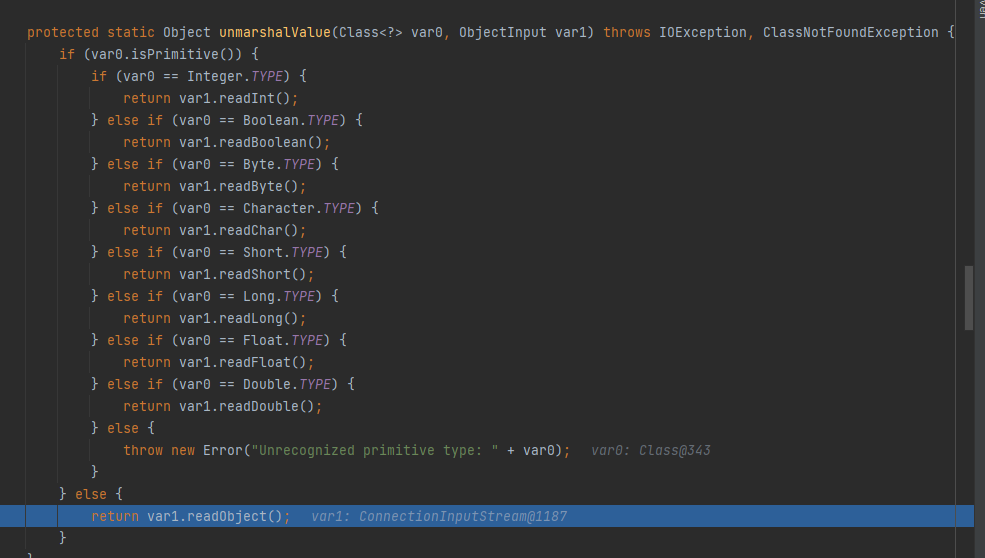 protected static Object unmarshalValue(Class<?> var0, ObjectInput var1) throws IOException, ClassNotFoundException {
    if (var0.isPrimitive()) {
        if (var0 == Integer.TYPE) {
            return var1.readInt();
        } else if (var0 == Boolean.TYPE) {
            return var1.readBoolean();
        } else if (var0 == Byte.TYPE) {
            return var1.readByte();
        } else if (var0 == Character.TYPE) {
            return var1.readChar();
        } else if (var0 == Short.TYPE) {
            return var1.readShort();
        } else if (var0 == Long.TYPE) {
            return var1.readLong();
        } else if (var0 == Float.TYPE) {
            return var1.readFloat();
        } else if (var0 == Double.TYPE) {
            return var1.readDouble();
        } else {
            throw new Error("Unrecognized primitive type: " + var0);   var0: Class@343
        }
    } else {
        return var1.readObject();   var1: ConnectionInputStream@1187
    }